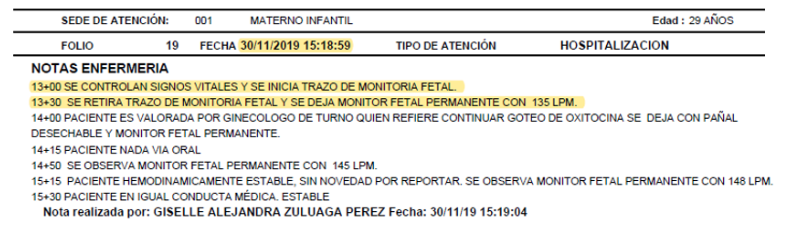 SEDE DE ATENCIÓN: 001 MATERNO INFANTIL Edad : 29 AÑOS
FOLIO 19 FECHA 30/11/2019 15:18:59 TIPO DE ATENCIÓN HOSPITALIZACION
NOTAS ENFERMERIA
13+00 SE CONTROLAN SIGNOS VITALES Y SE INICIA TRAZO DE MONITORIA FETAL.
13+30 SE RETIRA TRAZO DE MONITORIA FETAL Y SE DEJA MONITOR FETAL PERMANENTE CON 135 LPM.
14+00 PACIENTE ES VALORADA POR GINECOLOGO DE TURNO QUIEN REFIERE CONTINUAR GOTEO DE OXITOCINA SE DEJA CON PAÑAL
DESECHABLE Y MONITOR FETAL PERMANENTE.
14+15 PACIENTE NADA VIA ORAL
14+50 SE OBSERVA MONITOR FETAL PERMANENTE CON 145 LPM.
15+15 PACIENTE HEMODINAMICAMENTE ESTABLE, SIN NOVEDAD POR REPORTAR. SE OBSERVA MONITOR FETAL PERMANENTE CON 148 LPM.
15+30 PACIENTE EN IGUAL CONDUCTA MÉDICA. ESTABLE
Nota realizada por: GISELLE ALEJANDRA ZULUAGA PEREZ Fecha: 30/11/19 15:19:04